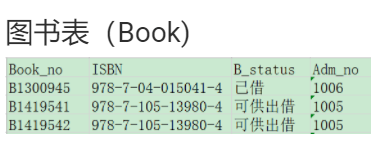 图书表（Book)
Book_no ISBN B_status Adm_no
B1300945 978-7-04-015041-4 已借 1006
B1419541 978-7-105-13980-4 可供出借 1005
B1419542 978-7-105-13980-4 可供出借 1005